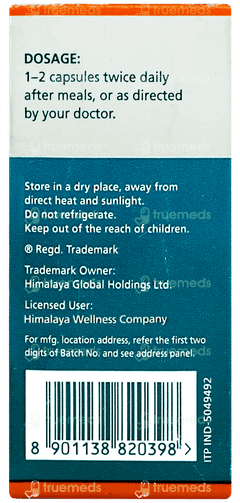 truemeds
DOSAGE:
1–2 capsules twice daily
after meals, or as directed
by your doctor.
truemeds
Store in a dry place, away from
direct heat and sunlight.
Do not refrigerate.
Keep out of the reach of children.
® Regd. Trademark
Trademark Owner:
Himalaya Global Holdings Ltd.
Licensed User:
Himalaya Wellness Company
For mfg. location address, refer the first two
digits of Batch No. and see address panel.
8 901138 820398 >
ITP IND-5049492
truemeds
truemeds